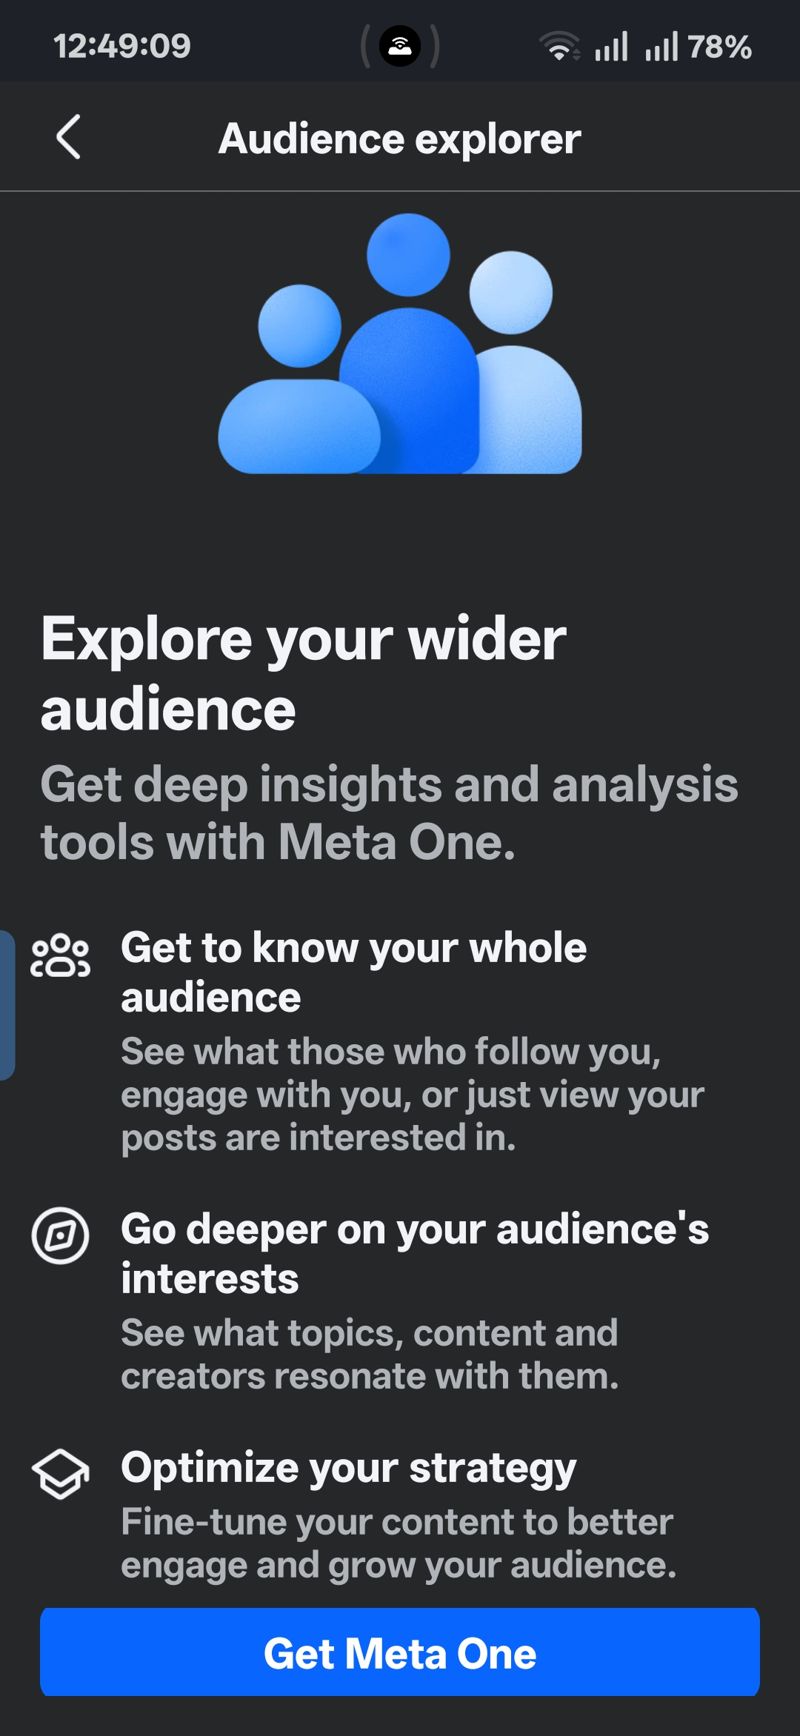 12:49:09
78%
Audience explorer
Explore your wider
audience
Get deep insights and analysis
tools with Meta One.
Get to know your whole
audience
See what those who follow you,
engage with you, or just view your
posts are interested in.
Go deeper on your audience's
interests
See what topics, content and
creators resonate with them.
Optimize your strategy
Fine-tune your content to better
engage and grow your audience.
Get Meta One